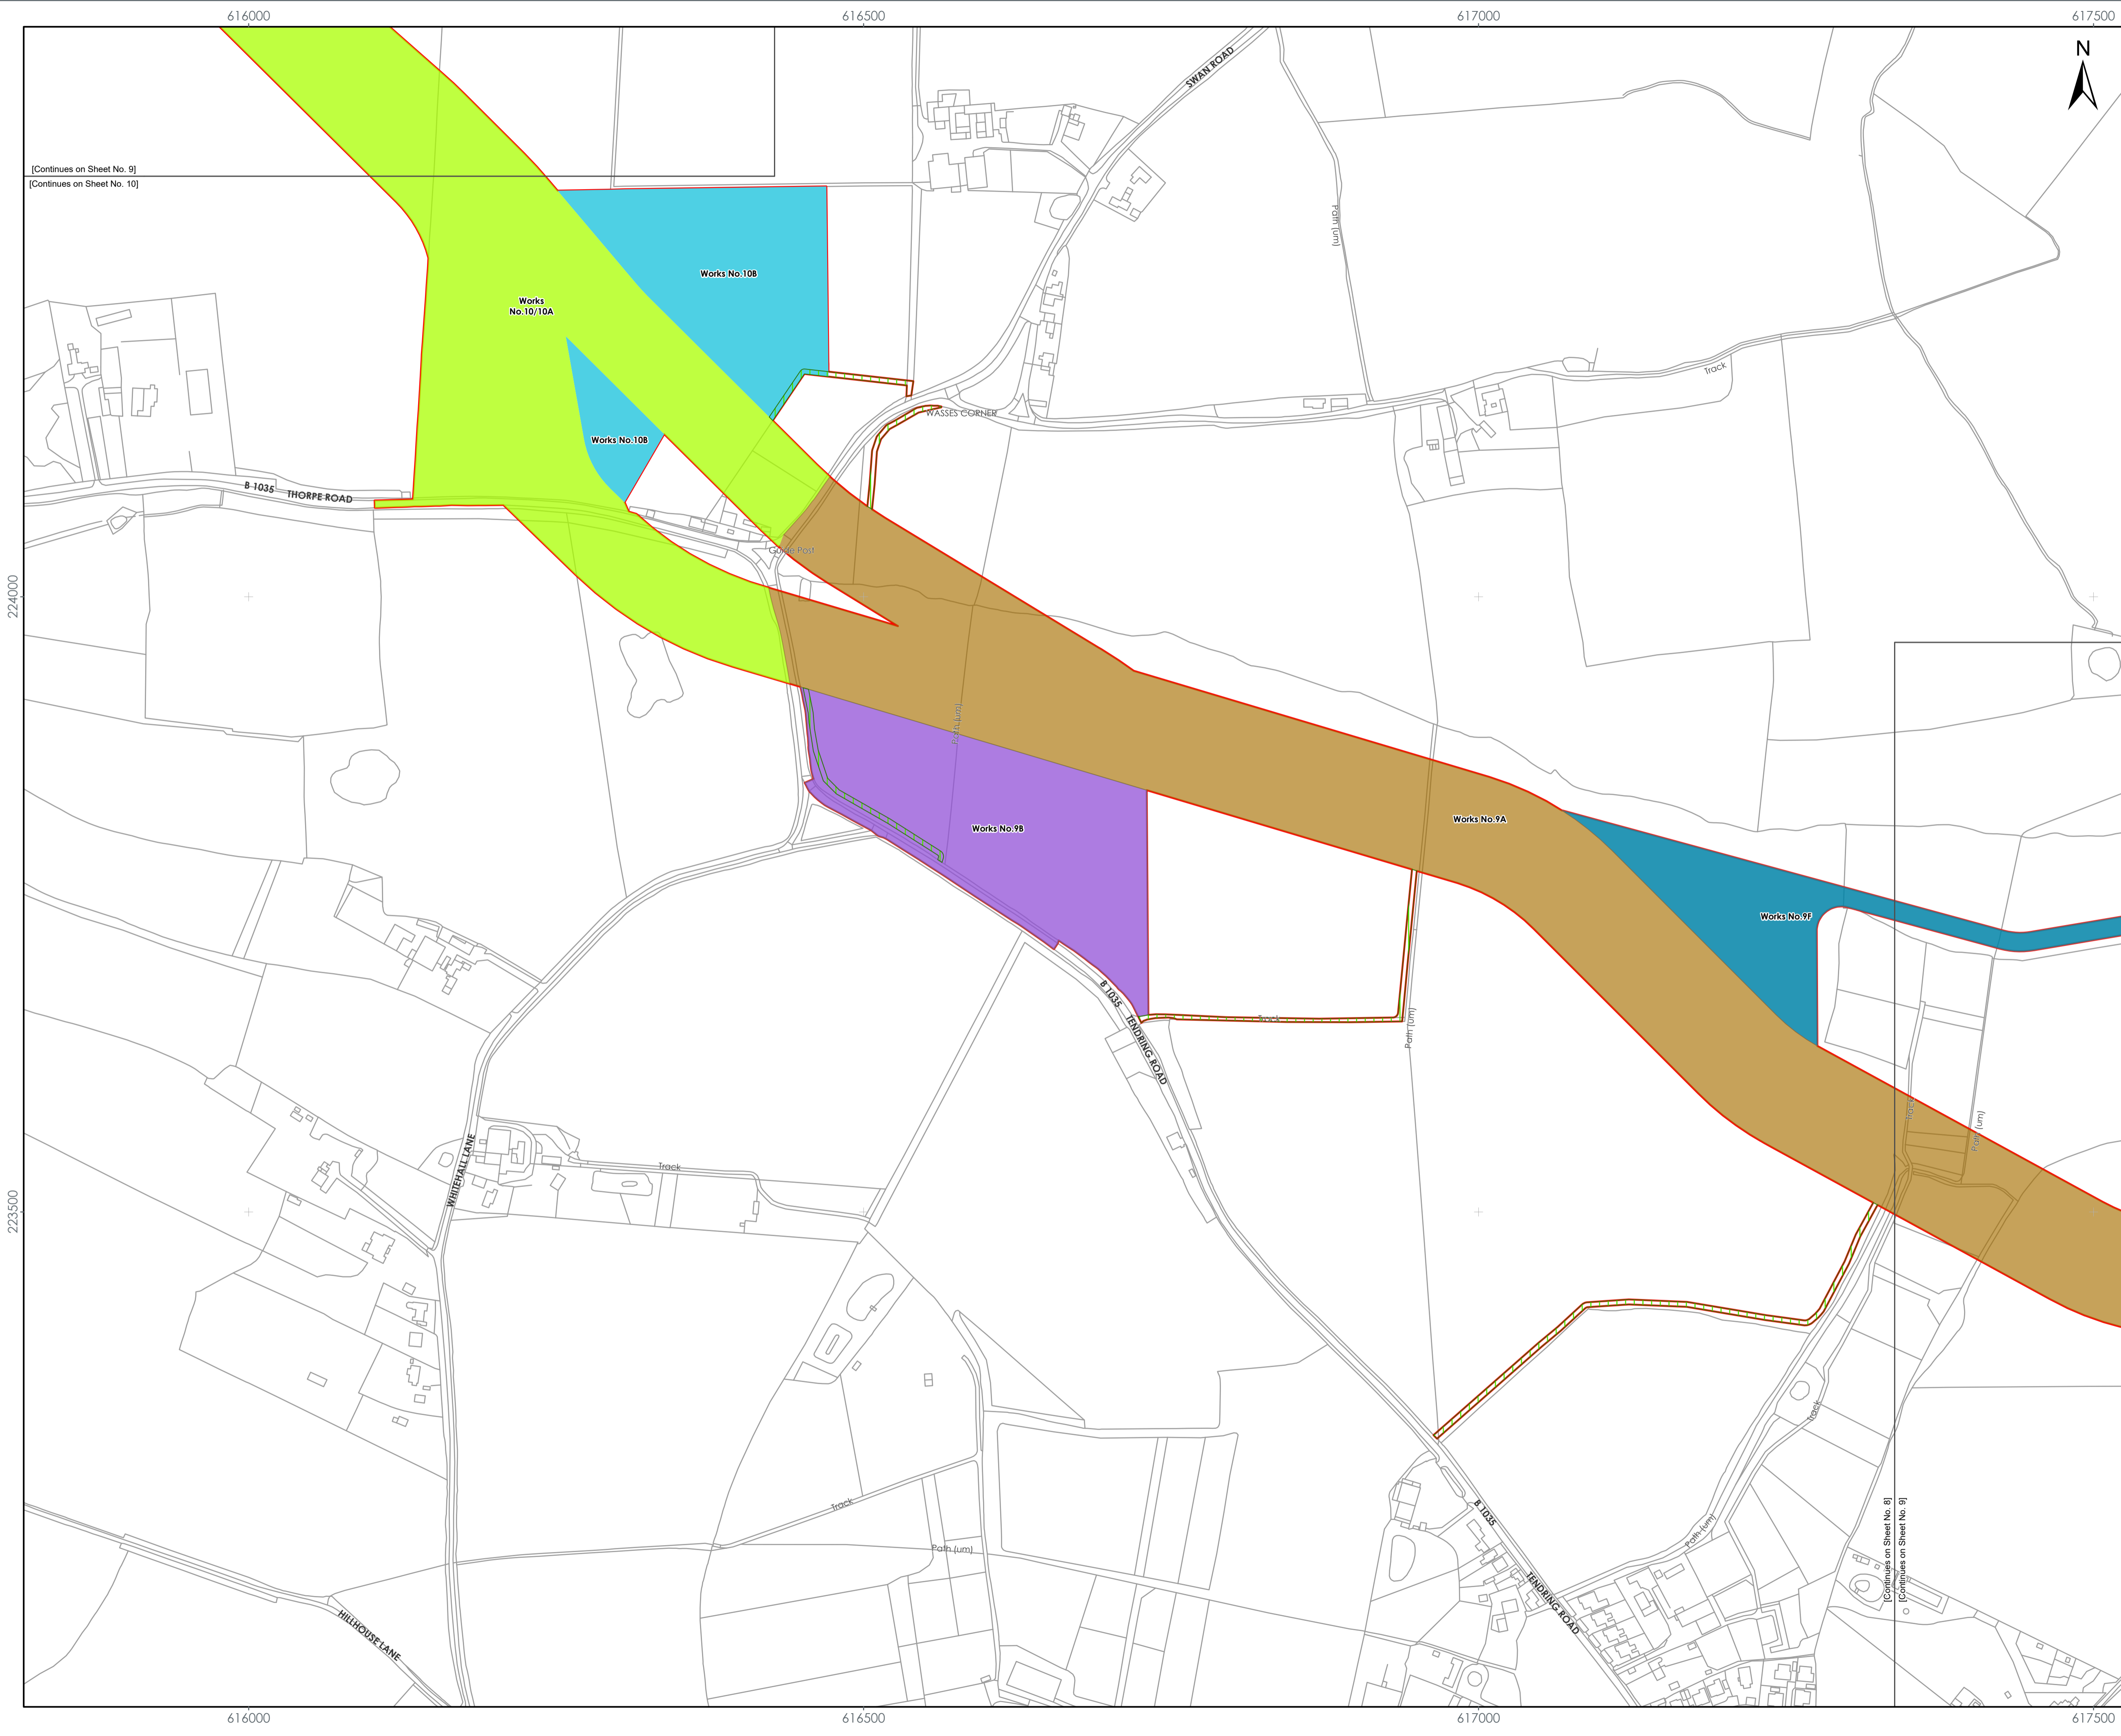 616000
616500
617000
617500
N
SWAN ROAD
[Continues on Sheet No. 9]
[Continues on Sheet No. 10]
Path (um)
Works No.10B
Works
No.10/10A
Track
WASSES CORNER
Works No.10B
B 1035
THORPE ROAD
Guide Post
224000
Path (um)
Works No.9A
Works No.9B
Works No.9F
B 1035
Track
Path (um)
TENDRING ROAD
Track
Path (um)
WHITEHALL LANE
Track
223500
Track
Track
B 1035
Path (um)
Path (um)
[Continues on Sheet No. 8]
[Continues on Sheet No. 9]
TENDRING ROAD
HILLHOUSE LANE
616000
616500
617000
617500